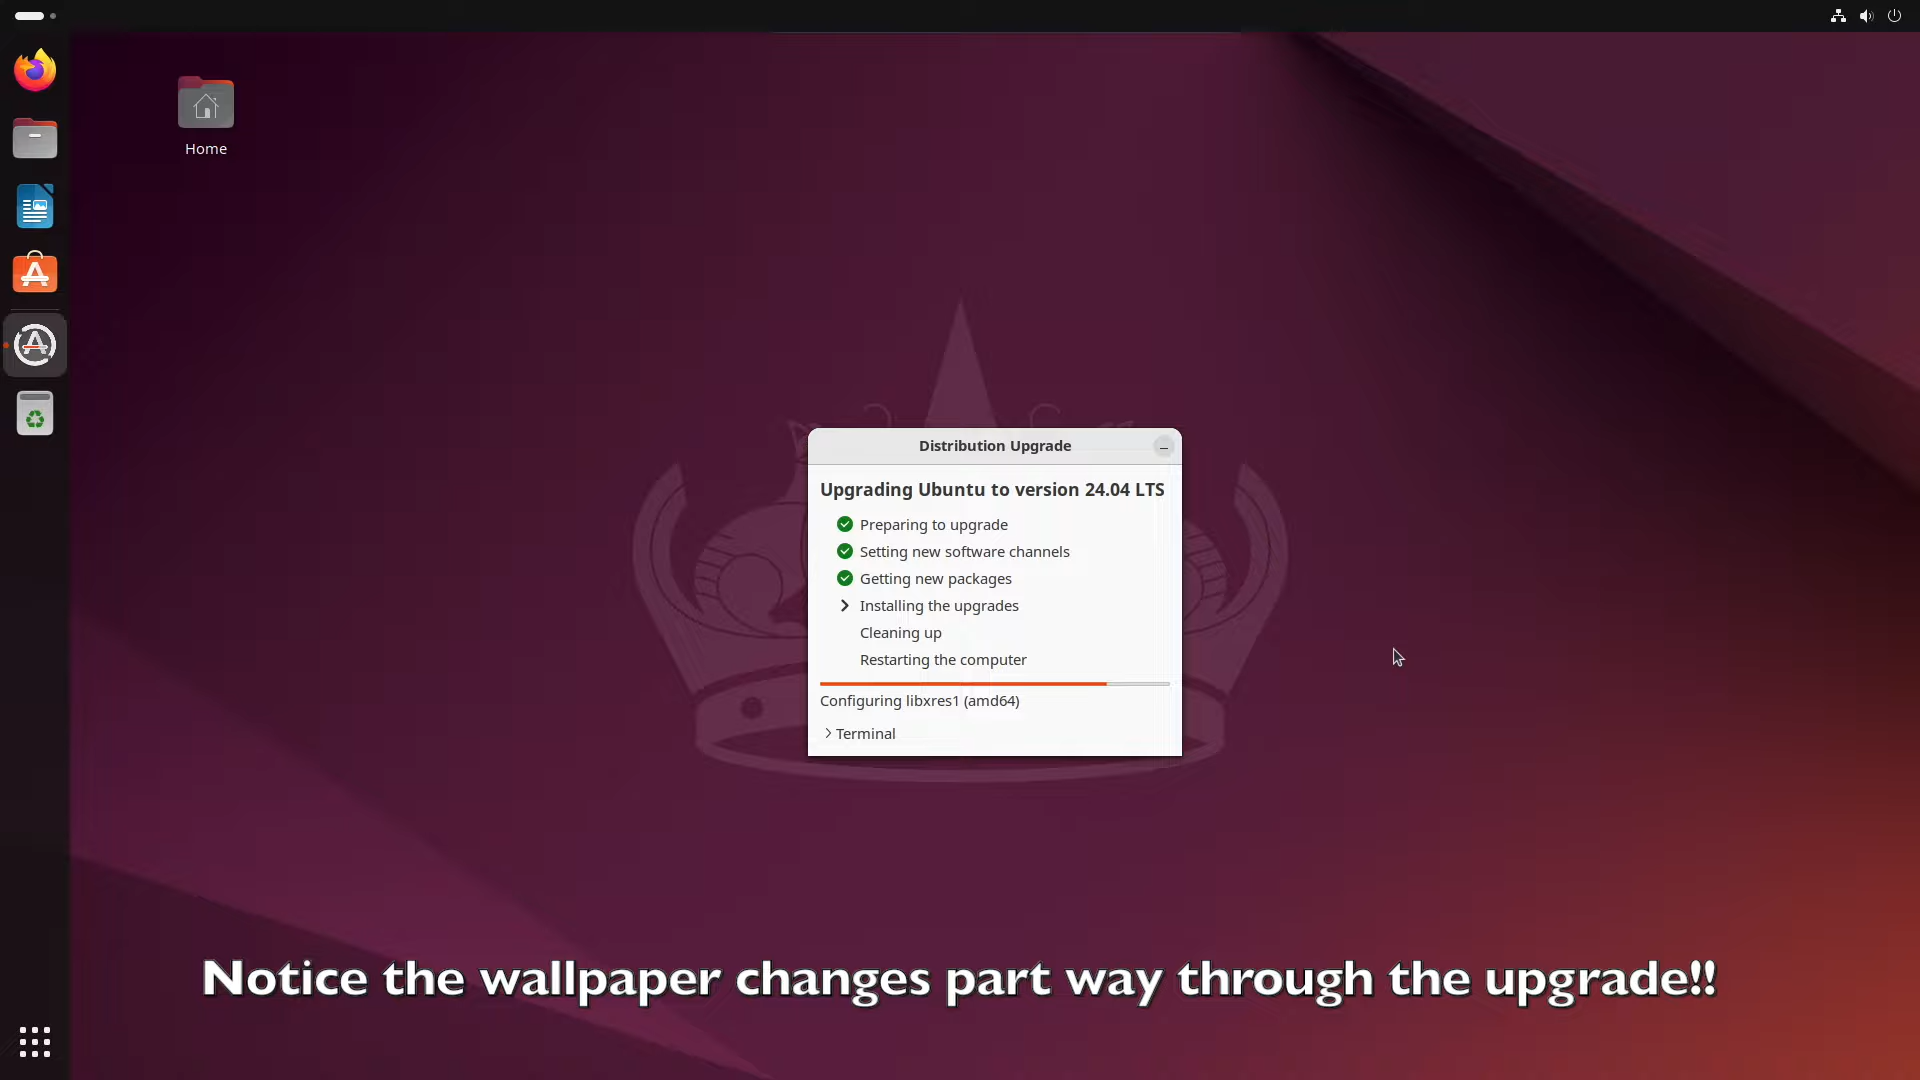 Home
Distribution Upgrade
Upgrading Ubuntu to version 24.04 LTS
Preparing to upgrade
Setting new software channels
Getting new packages
Installing the upgrades
Cleaning up
Restarting the computer
Configuring libxres1 (amd64)
Terminal
Notice the wallpaper changes part way through the upgrade!!